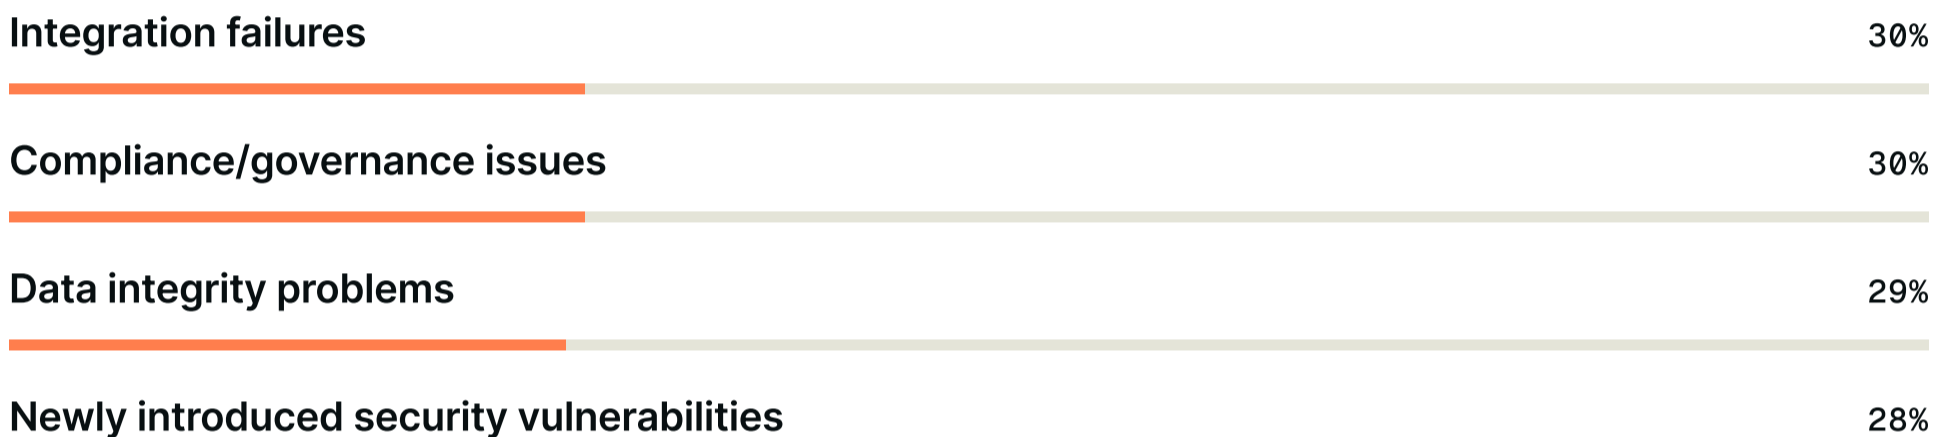 Integration failures 30%
Compliance/governance issues 30%
Data integrity problems 29%
Newly introduced security vulnerabilities 28%